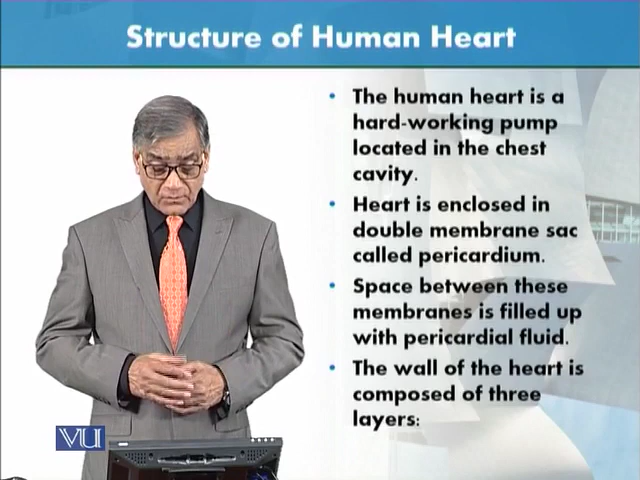 Structure of Human Heart
• The human heart is a
hard-working pump
located in the chest
cavity.
• Heart is enclosed in
double membrane sac
called pericardium.
• Space between these
membranes is filled up
with pericardial fluid.
• The wall of the heart is
composed of three
layers:
VU